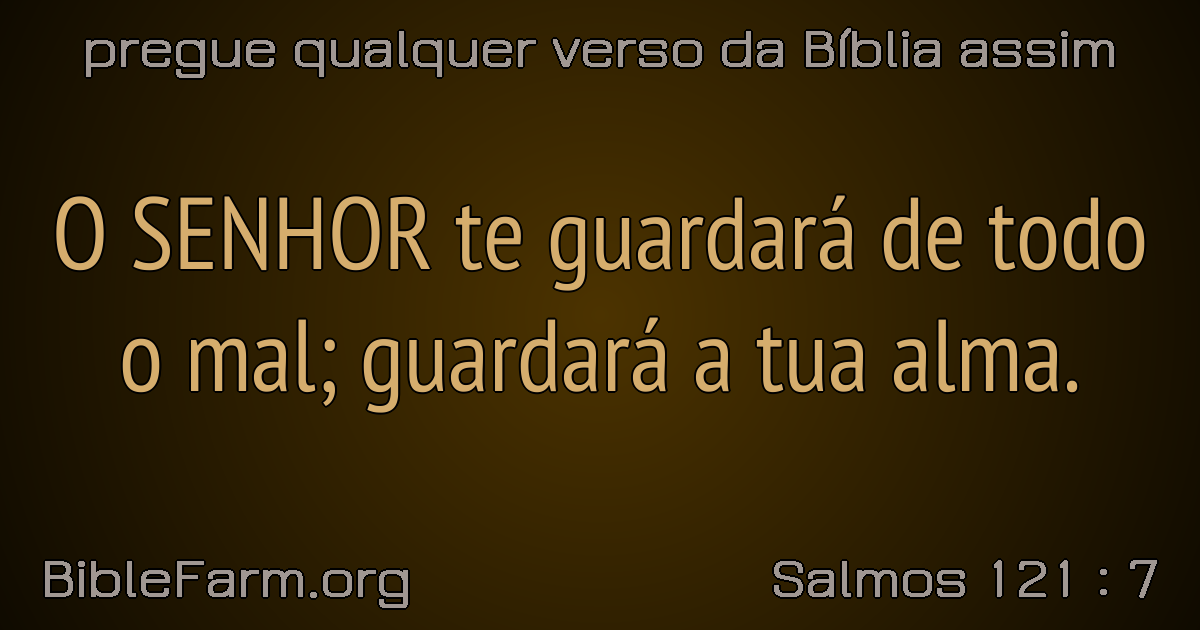 pregue qualquer verso da Bíblia assim
O SENHOR te guardará de todo
o mal; guardará a tua alma.
BibleFarm.org
Salmos 121 : 7